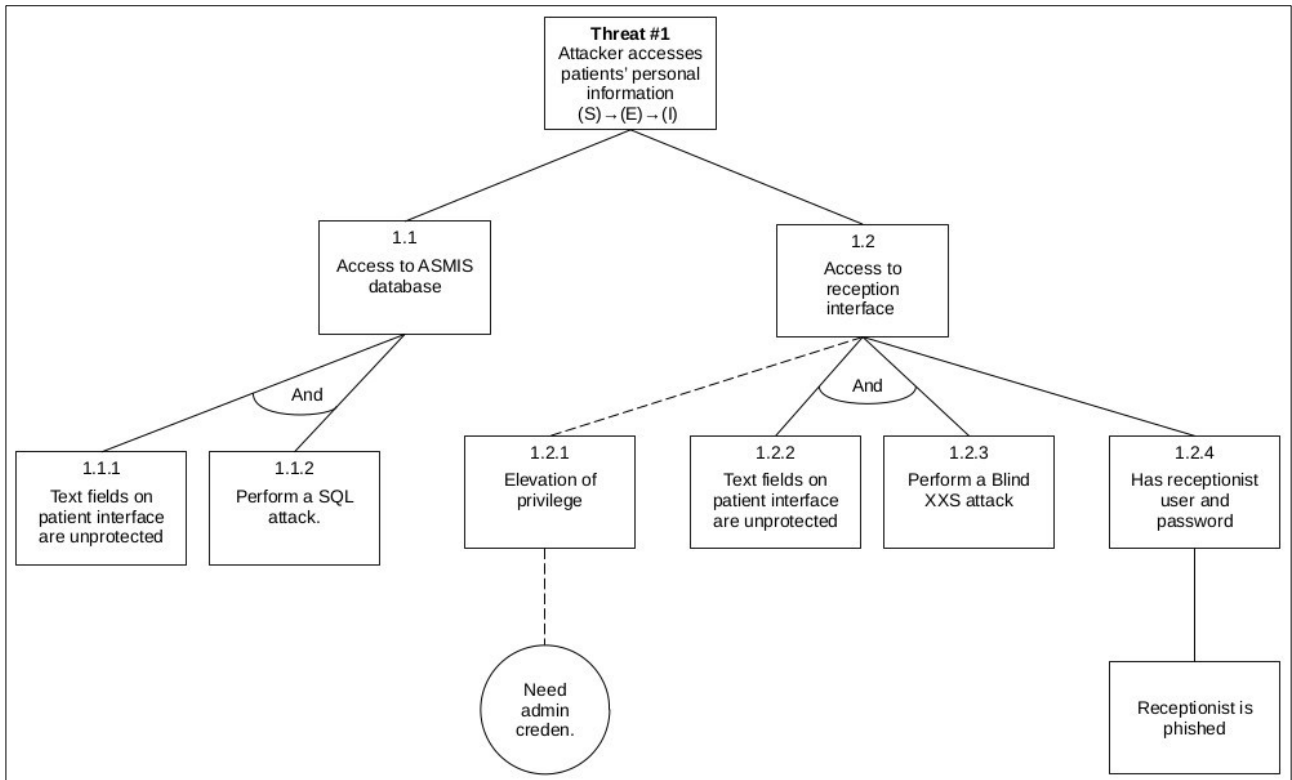 Threat #1
Attacker accesses
patients' personal
information
(S)→(E)→(I)
1.1
Access to ASMIS
database
1.2
Access to
reception
interface
And
And
1.1.1
Text fields on
patient interface
are unprotected
1.1.2
Perform a SQL
attack.
1.2.1
Elevation of
privilege
1.2.2
Text fields on
patient interface
are unprotected
1.2.3
Perform a Blind
XXS attack
1.2.4
Has receptionist
user and
password
Need
admin
creden.
Receptionist is
phished